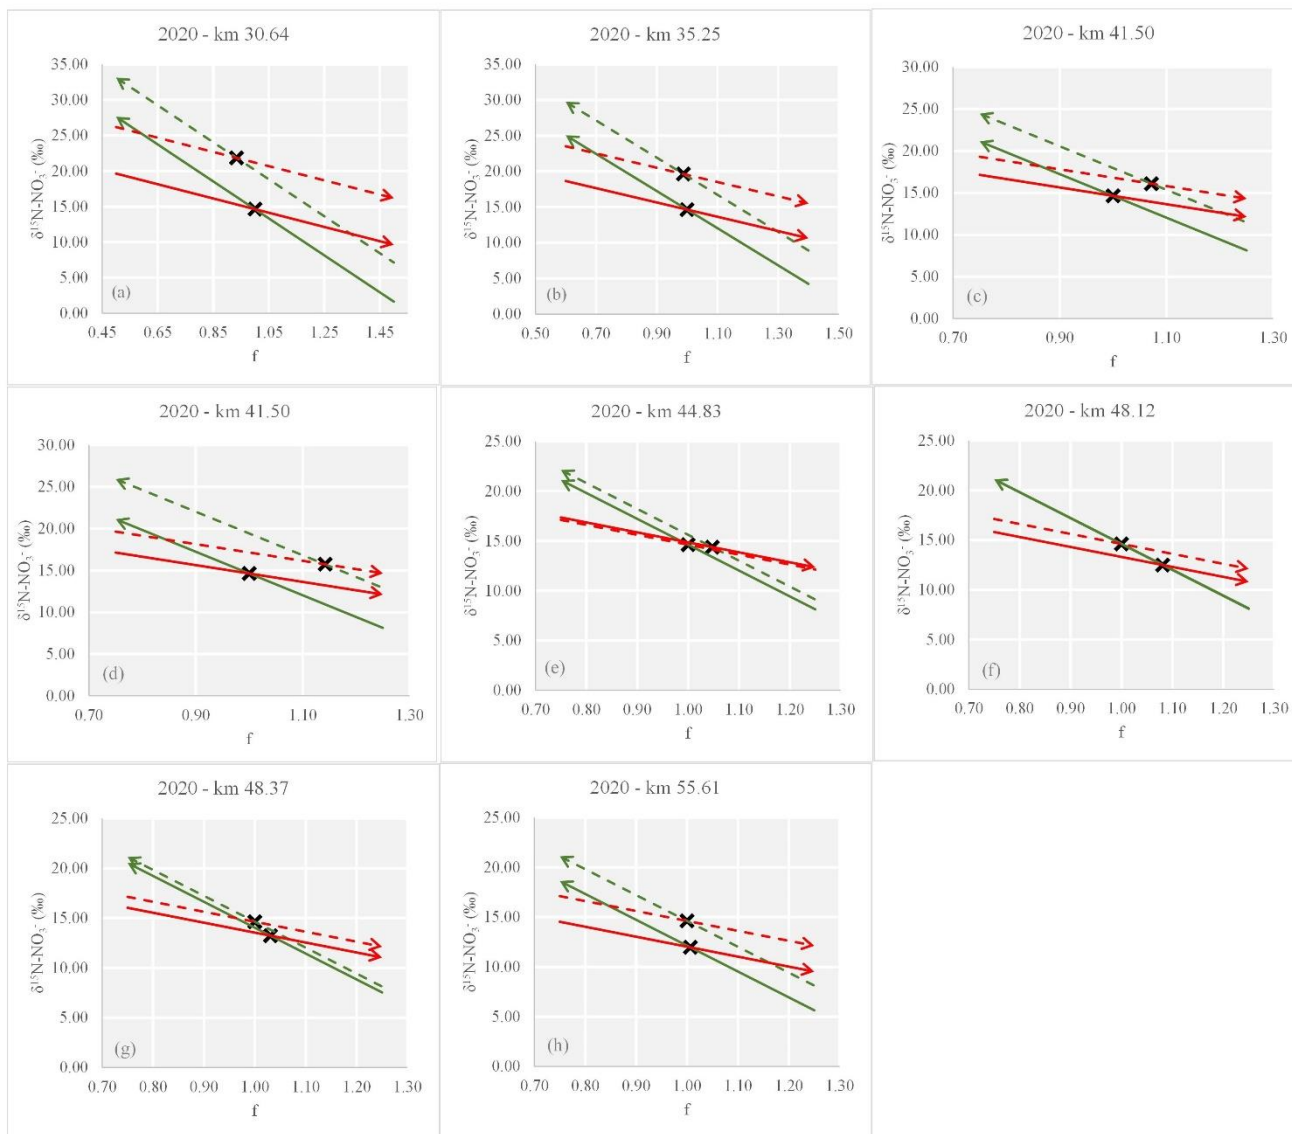 2020 - km 30.64
35.00
30.00
25.00
20.00
15.00
10.00
5.00
0.00
δ¹⁵N-NO₃⁻ (‰)
(a)
0.45 0.65 0.85 1.05 1.25 1.45
f
2020 - km 35.25
35.00
30.00
25.00
20.00
15.00
10.00
5.00
0.00
δ¹⁵N-NO₃⁻ (‰)
(b)
0.50 0.70 0.90 1.10 1.30 1.50
f
2020 - km 41.50
30.00
25.00
20.00
15.00
10.00
5.00
0.00
δ¹⁵N-NO₃⁻ (‰)
(c)
0.70 0.90 1.10 1.30
f
2020 - km 41.50
30.00
25.00
20.00
15.00
10.00
5.00
0.00
δ¹⁵N-NO₃⁻ (‰)
(d)
0.70 0.90 1.10 1.30
f
2020 - km 44.83
25.00
20.00
15.00
10.00
5.00
0.00
δ¹⁵N-NO₃⁻ (‰)
(e)
0.70 0.80 0.90 1.00 1.10 1.20 1.30
f
2020 - km 48.12
25.00
20.00
15.00
10.00
5.00
0.00
δ¹⁵N-NO₃⁻ (‰)
(f)
0.70 0.80 0.90 1.00 1.10 1.20 1.30
f
2020 - km 48.37
25.00
20.00
15.00
10.00
5.00
0.00
δ¹⁵N-NO₃⁻ (‰)
(g)
0.70 0.80 0.90 1.00 1.10 1.20 1.30
f
2020 - km 55.61
25.00
20.00
15.00
10.00
5.00
0.00
δ¹⁵N-NO₃⁻ (‰)
(h)
0.70 0.80 0.90 1.00 1.10 1.20 1.30
f